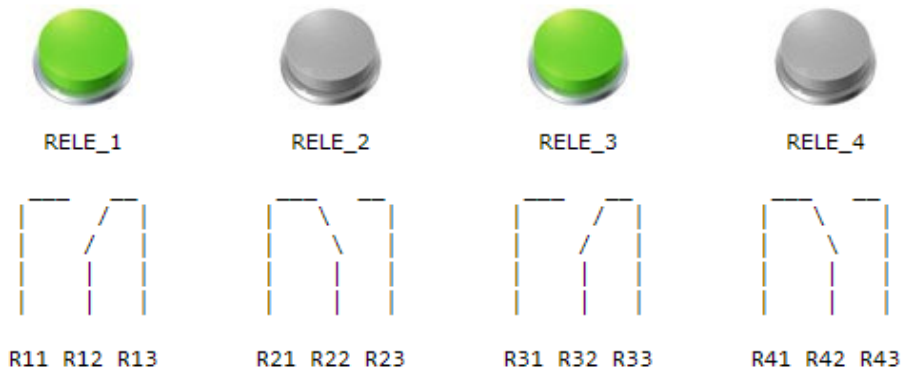 RELE_1 RELE_2 RELE_3 RELE_4
R11 R12 R13 R21 R22 R23 R31 R32 R33 R41 R42 R43